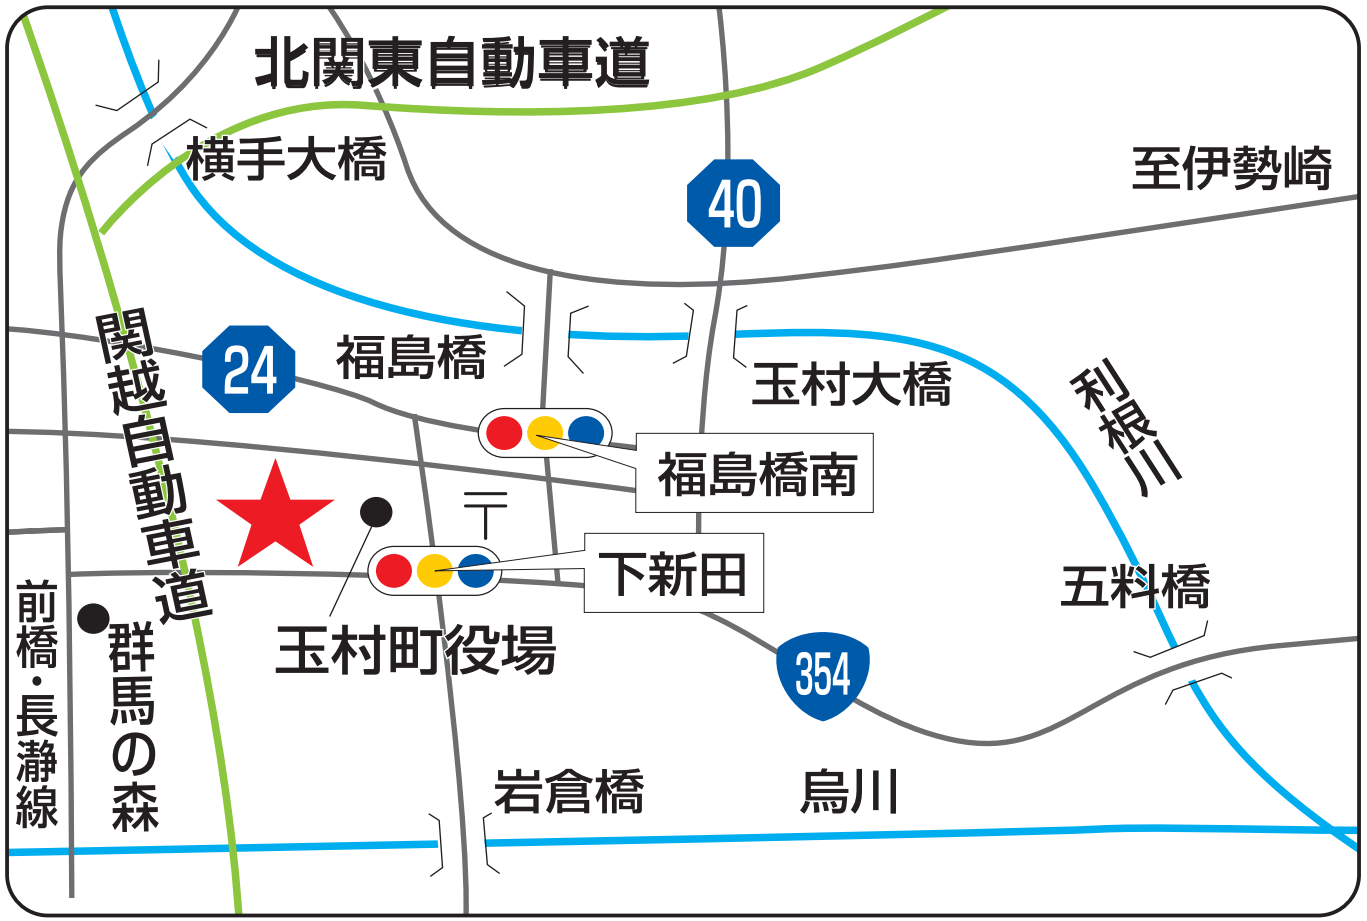 北関東自動車道
横手大橋
40
至伊勢崎
関越自動車道
24
福島橋
玉村大橋
利根川
福島橋南
〒
下新田
五料橋
前橋・長瀞線
群馬の森
玉村町役場
354
岩倉橋
烏川